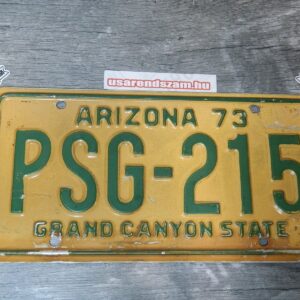 usarendszam.hu
ARIZONA 73
PSG-215
GRAND CANYON STATE